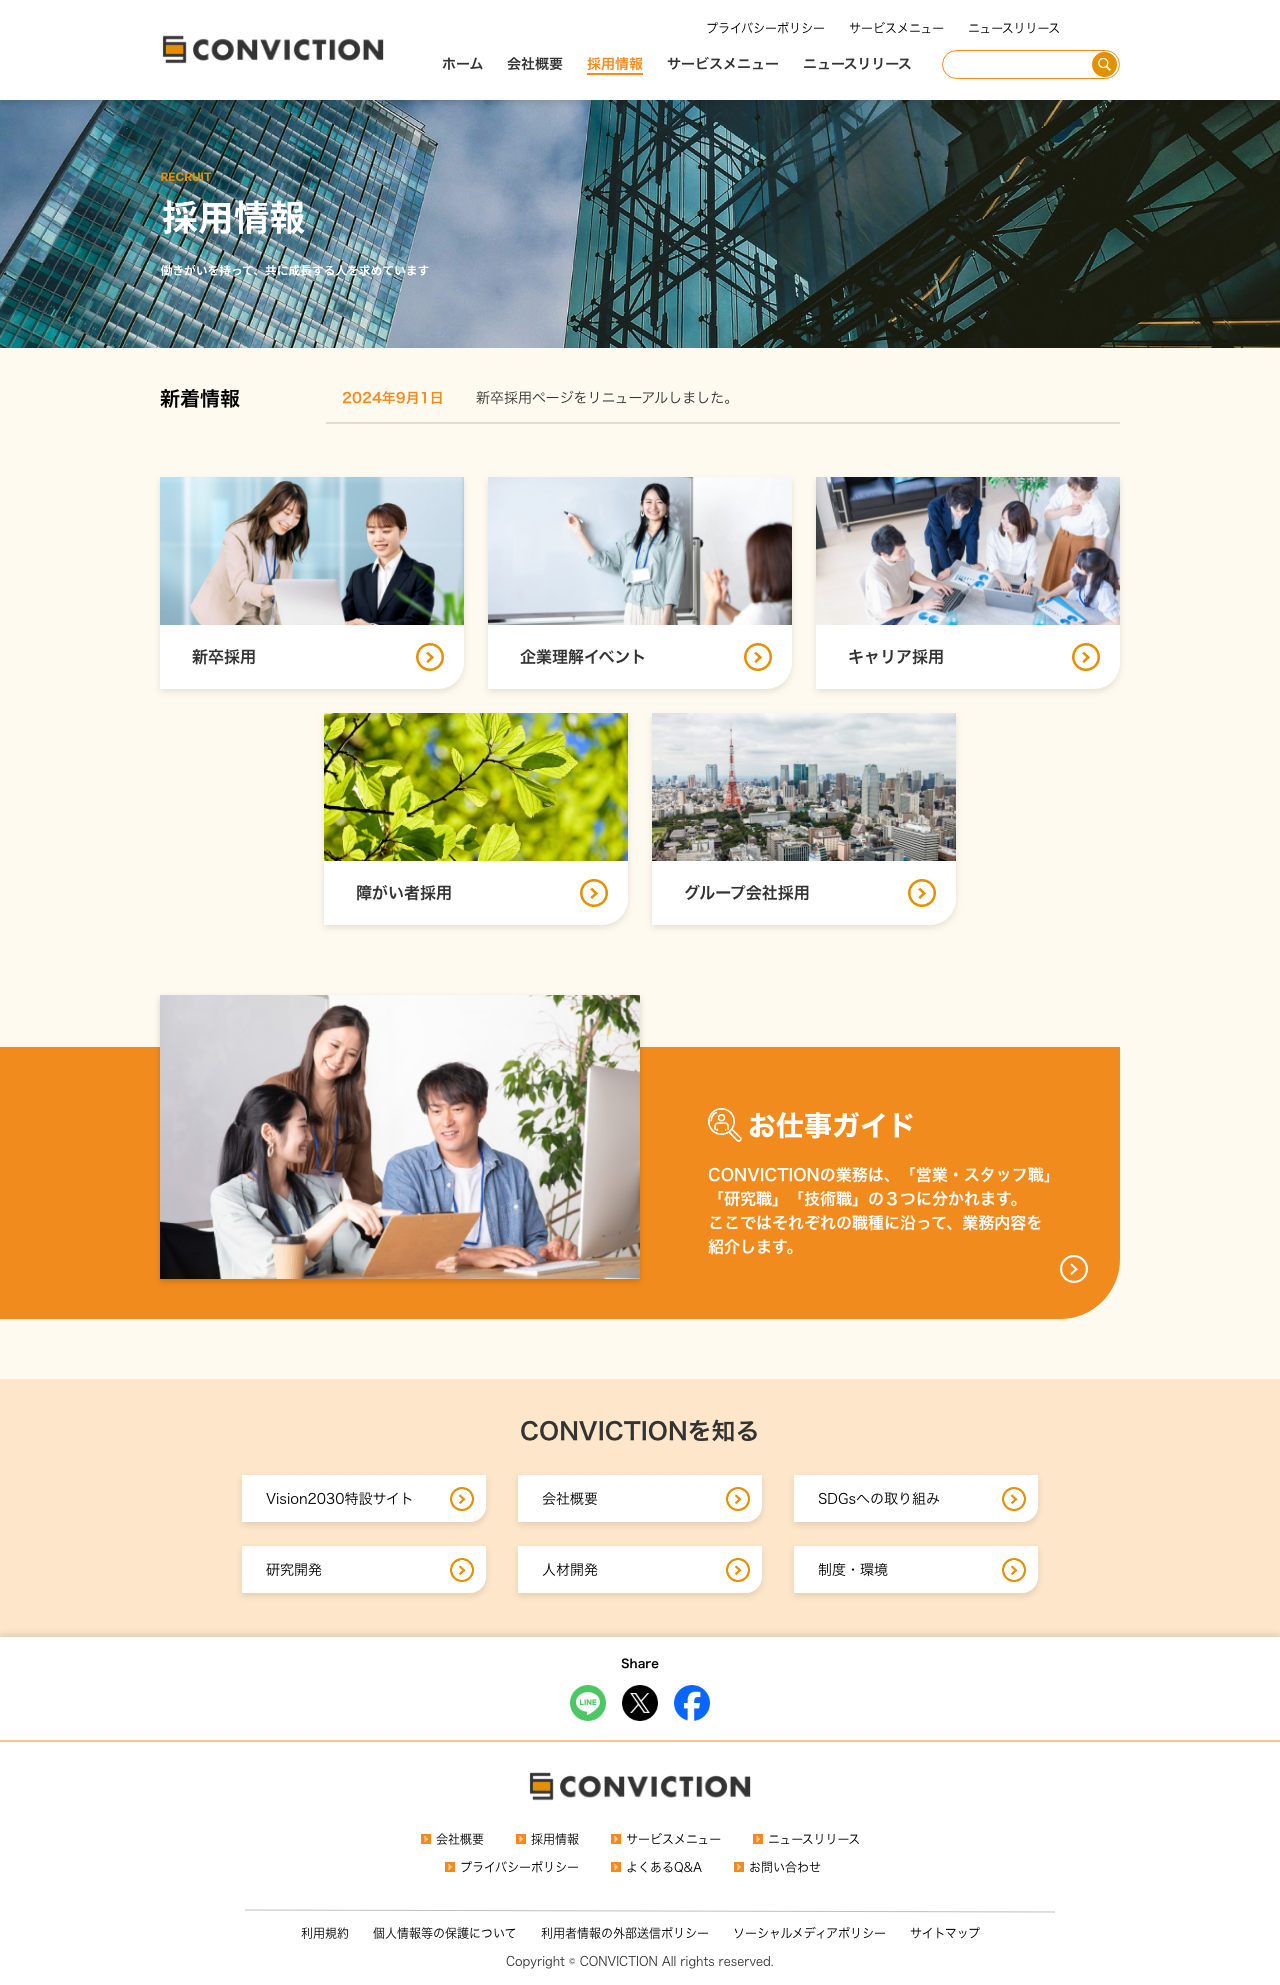 プライバシーポリシー サービスメニュー ニュースリリース
CONVICTION
ホーム 会社概要 採用情報 サービスメニュー ニュースリリース
RECRUIT
採用情報
働きがいを持って、共に成長する人を求めています
新着情報 2024年9月1日 新卒採用ページをリニューアルしました。
新卒採用 企業理解イベント キャリア採用
障がい者採用 グループ会社採用
お仕事ガイド
CONVICTIONの業務は、「営業・スタッフ職」
「研究職」「技術職」の３つに分かれます。
ここではそれぞれの職種に沿って、業務内容を
紹介します。
CONVICTIONを知る
Vision2030特設サイト 会社概要 SDGsへの取り組み
研究開発 人材開発 制度・環境
Share
LINE
CONVICTION
会社概要 採用情報 サービスメニュー ニュースリリース
プライバシーポリシー よくあるQ&A お問い合わせ
利用規約 個人情報等の保護について 利用者情報の外部送信ポリシー ソーシャルメディアポリシー サイトマップ
Copyright © CONVICTION All rights reserved.